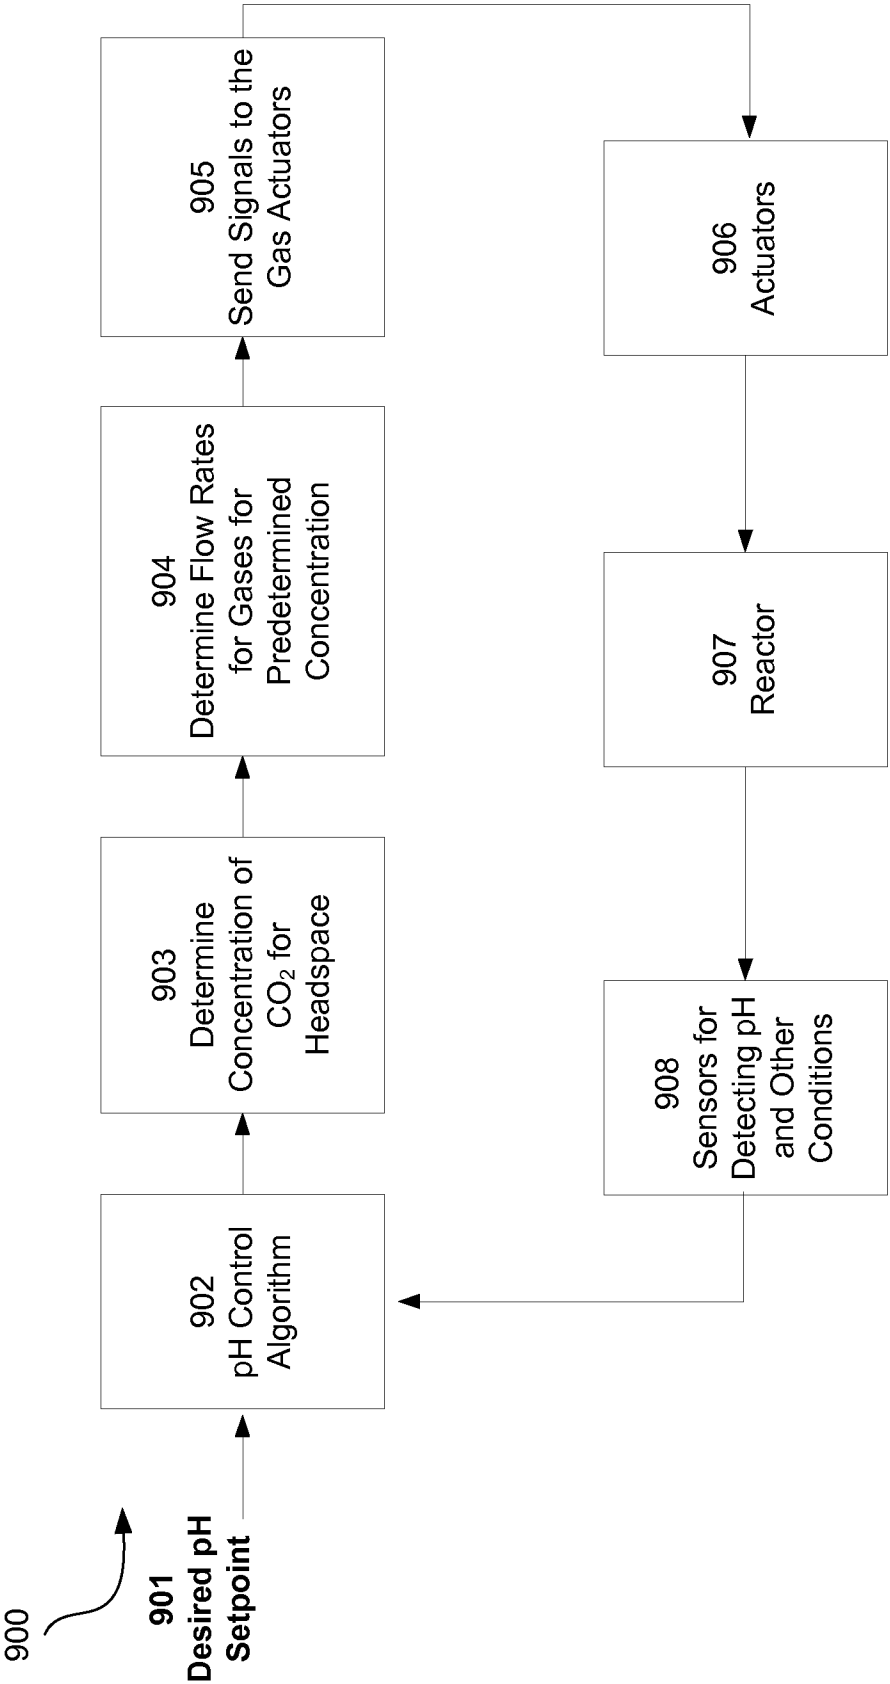 900
901
Desired pH
Setpoint
902
pH Control
Algorithm
903
Determine
Concentration of
CO₂ for
Headspace
904
Determine Flow Rates
for Gases for
Predetermined
Concentration
905
Send Signals to the
Gas Actuators
906
Actuators
907
Reactor
908
Sensors for
Detecting pH
and Other
Conditions